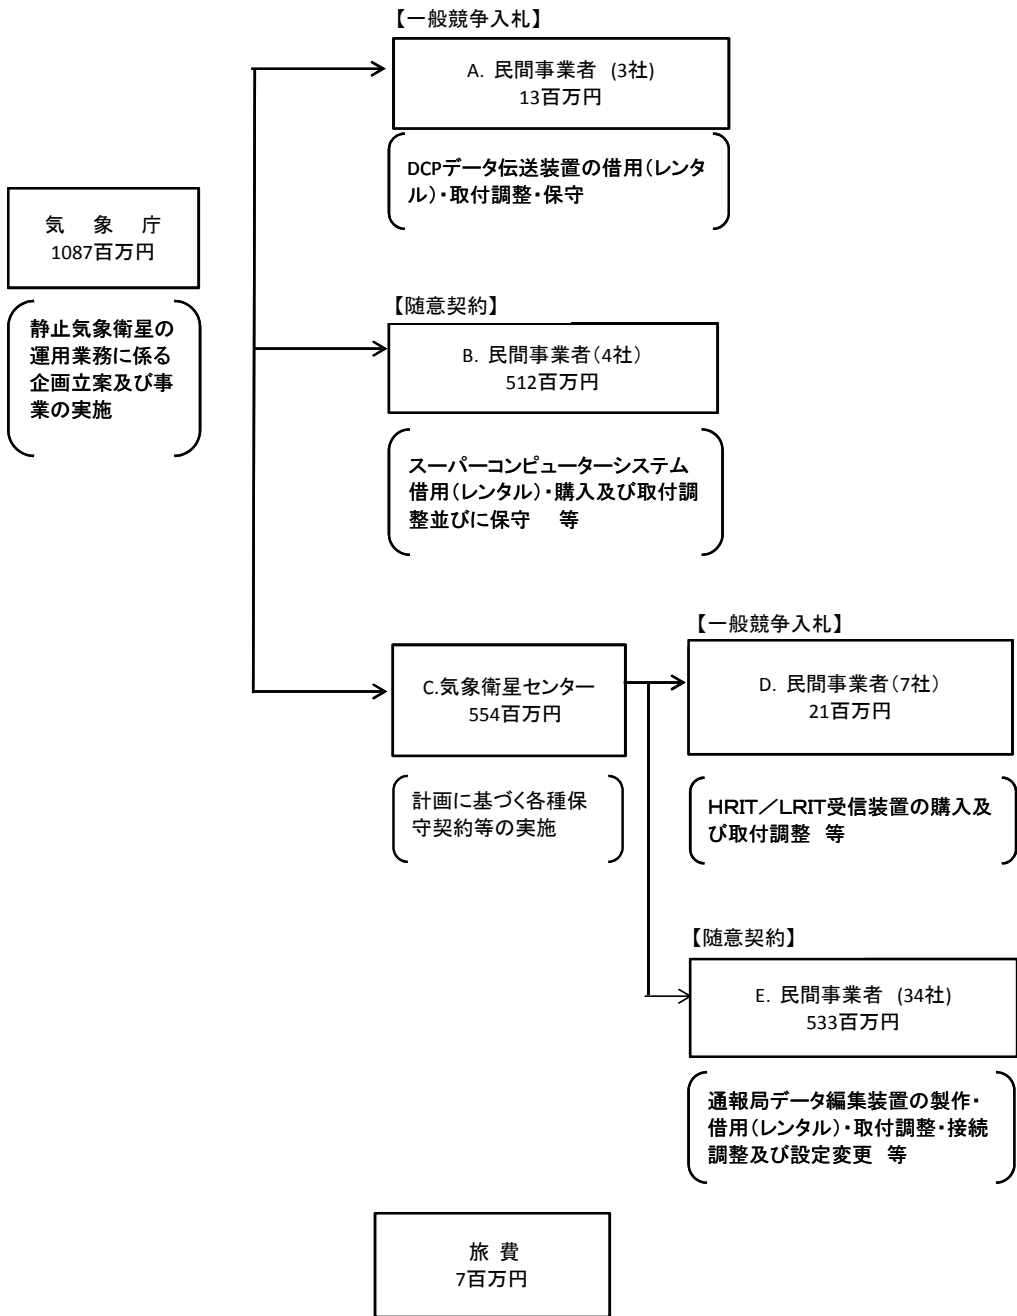 【一般競争入札】
A. 民間事業者 (3社)
13百万円
DCPデータ伝送装置の借用(レンタ
ル)・取付調整・保守
気 象 庁
1087百万円
静止気象衛星の
運用業務に係る
企画立案及び事
業の実施
【随意契約】
B. 民間事業者(4社)
512百万円
スーパーコンピューターシステム
借用(レンタル)・購入及び取付調
整並びに保守 等
C.気象衛星センター
554百万円
計画に基づく各種保
守契約等の実施
【一般競争入札】
D. 民間事業者(7社)
21百万円
HRIT／LRIT受信装置の購入及
び取付調整 等
【随意契約】
E. 民間事業者 (34社)
533百万円
通報局データ編集装置の製作・
借用(レンタル)・取付調整・接続
調整及び設定変更 等
旅 費
7百万円